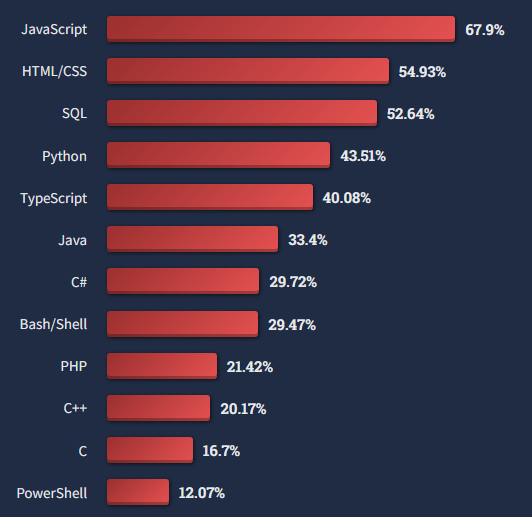 JavaScript 67.9%
HTML/CSS 54.93%
SQL 52.64%
Python 43.51%
TypeScript 40.08%
Java 33.4%
C# 29.72%
Bash/Shell 29.47%
PHP 21.42%
C++ 20.17%
C 16.7%
PowerShell 12.07%